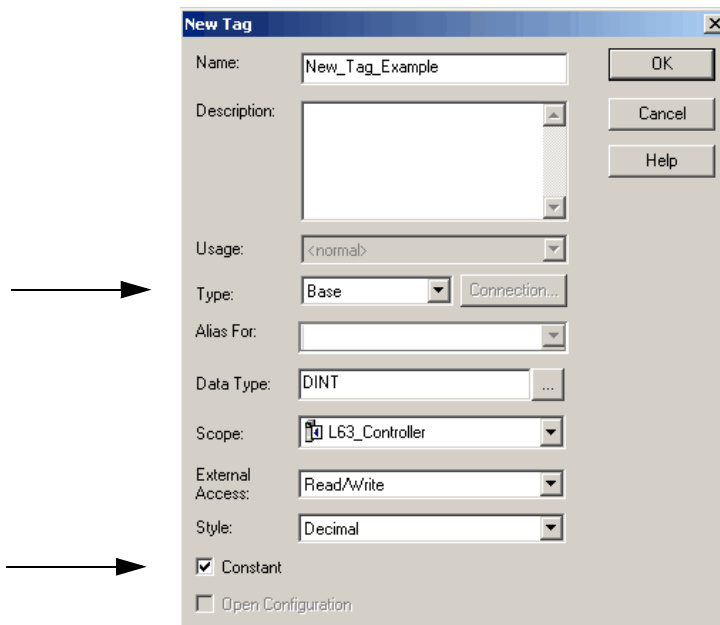 New Tag
Name:
New_Tag_Example
OK
Description:
Cancel
Help
Usage:
<normal>
Type:
Base
Connection...
Alias For:
Data Type:
DINT
...
Scope:
L63_Controller
External
Access:
Read/Write
Style:
Decimal
Constant
Open Configuration